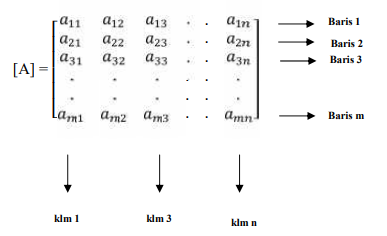 a11 a12 a13 . . a1n Baris 1
a21 a22 a23 . . a2n Baris 2
[A] = a31 a32 a33 . . a3n Baris 3
. . . . . .
. . . . . .
am1 am2 am3 . . amn Baris m
klm 1 klm 3 klm n